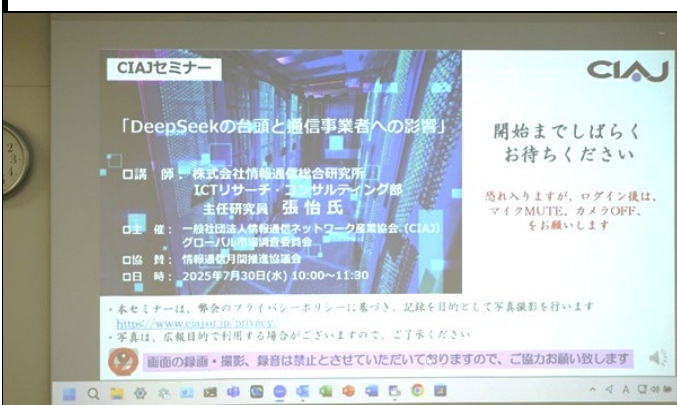 CIAJセミナー
CIAJ
「DeepSeekの台頭と通信事業者への影響」
ロ講 師: 株式会社情報通信総合研究所
ICTリサーチ・コンサルティング部
主任研究員 張 怡 氏
ロ主 催: 一般社団法人情報通信ネットワーク産業協会(CIAJ)
グローバル市場調査委員会
ロ協 賛: 情報通信月間推進協議会
ロ日 時: 2025年7月30日(水) 10:00~11:30
開始までしばらく
お待ちください
恐れ入りますが、ログイン後は、
マイクMUTE、カメラOFF、
をお願いします
・本セミナーは、弊会のプライバシーポリシーに基づき、記録を目的として写真撮影を行います
https://www.ciaj.or.jp/privacy/
・写真は、広報目的で利用する場合がございますので、ご了承ください
画面の録画・撮影、録音は禁止とさせていただいておりますので、ご協力お願い致します
2
3
4
A